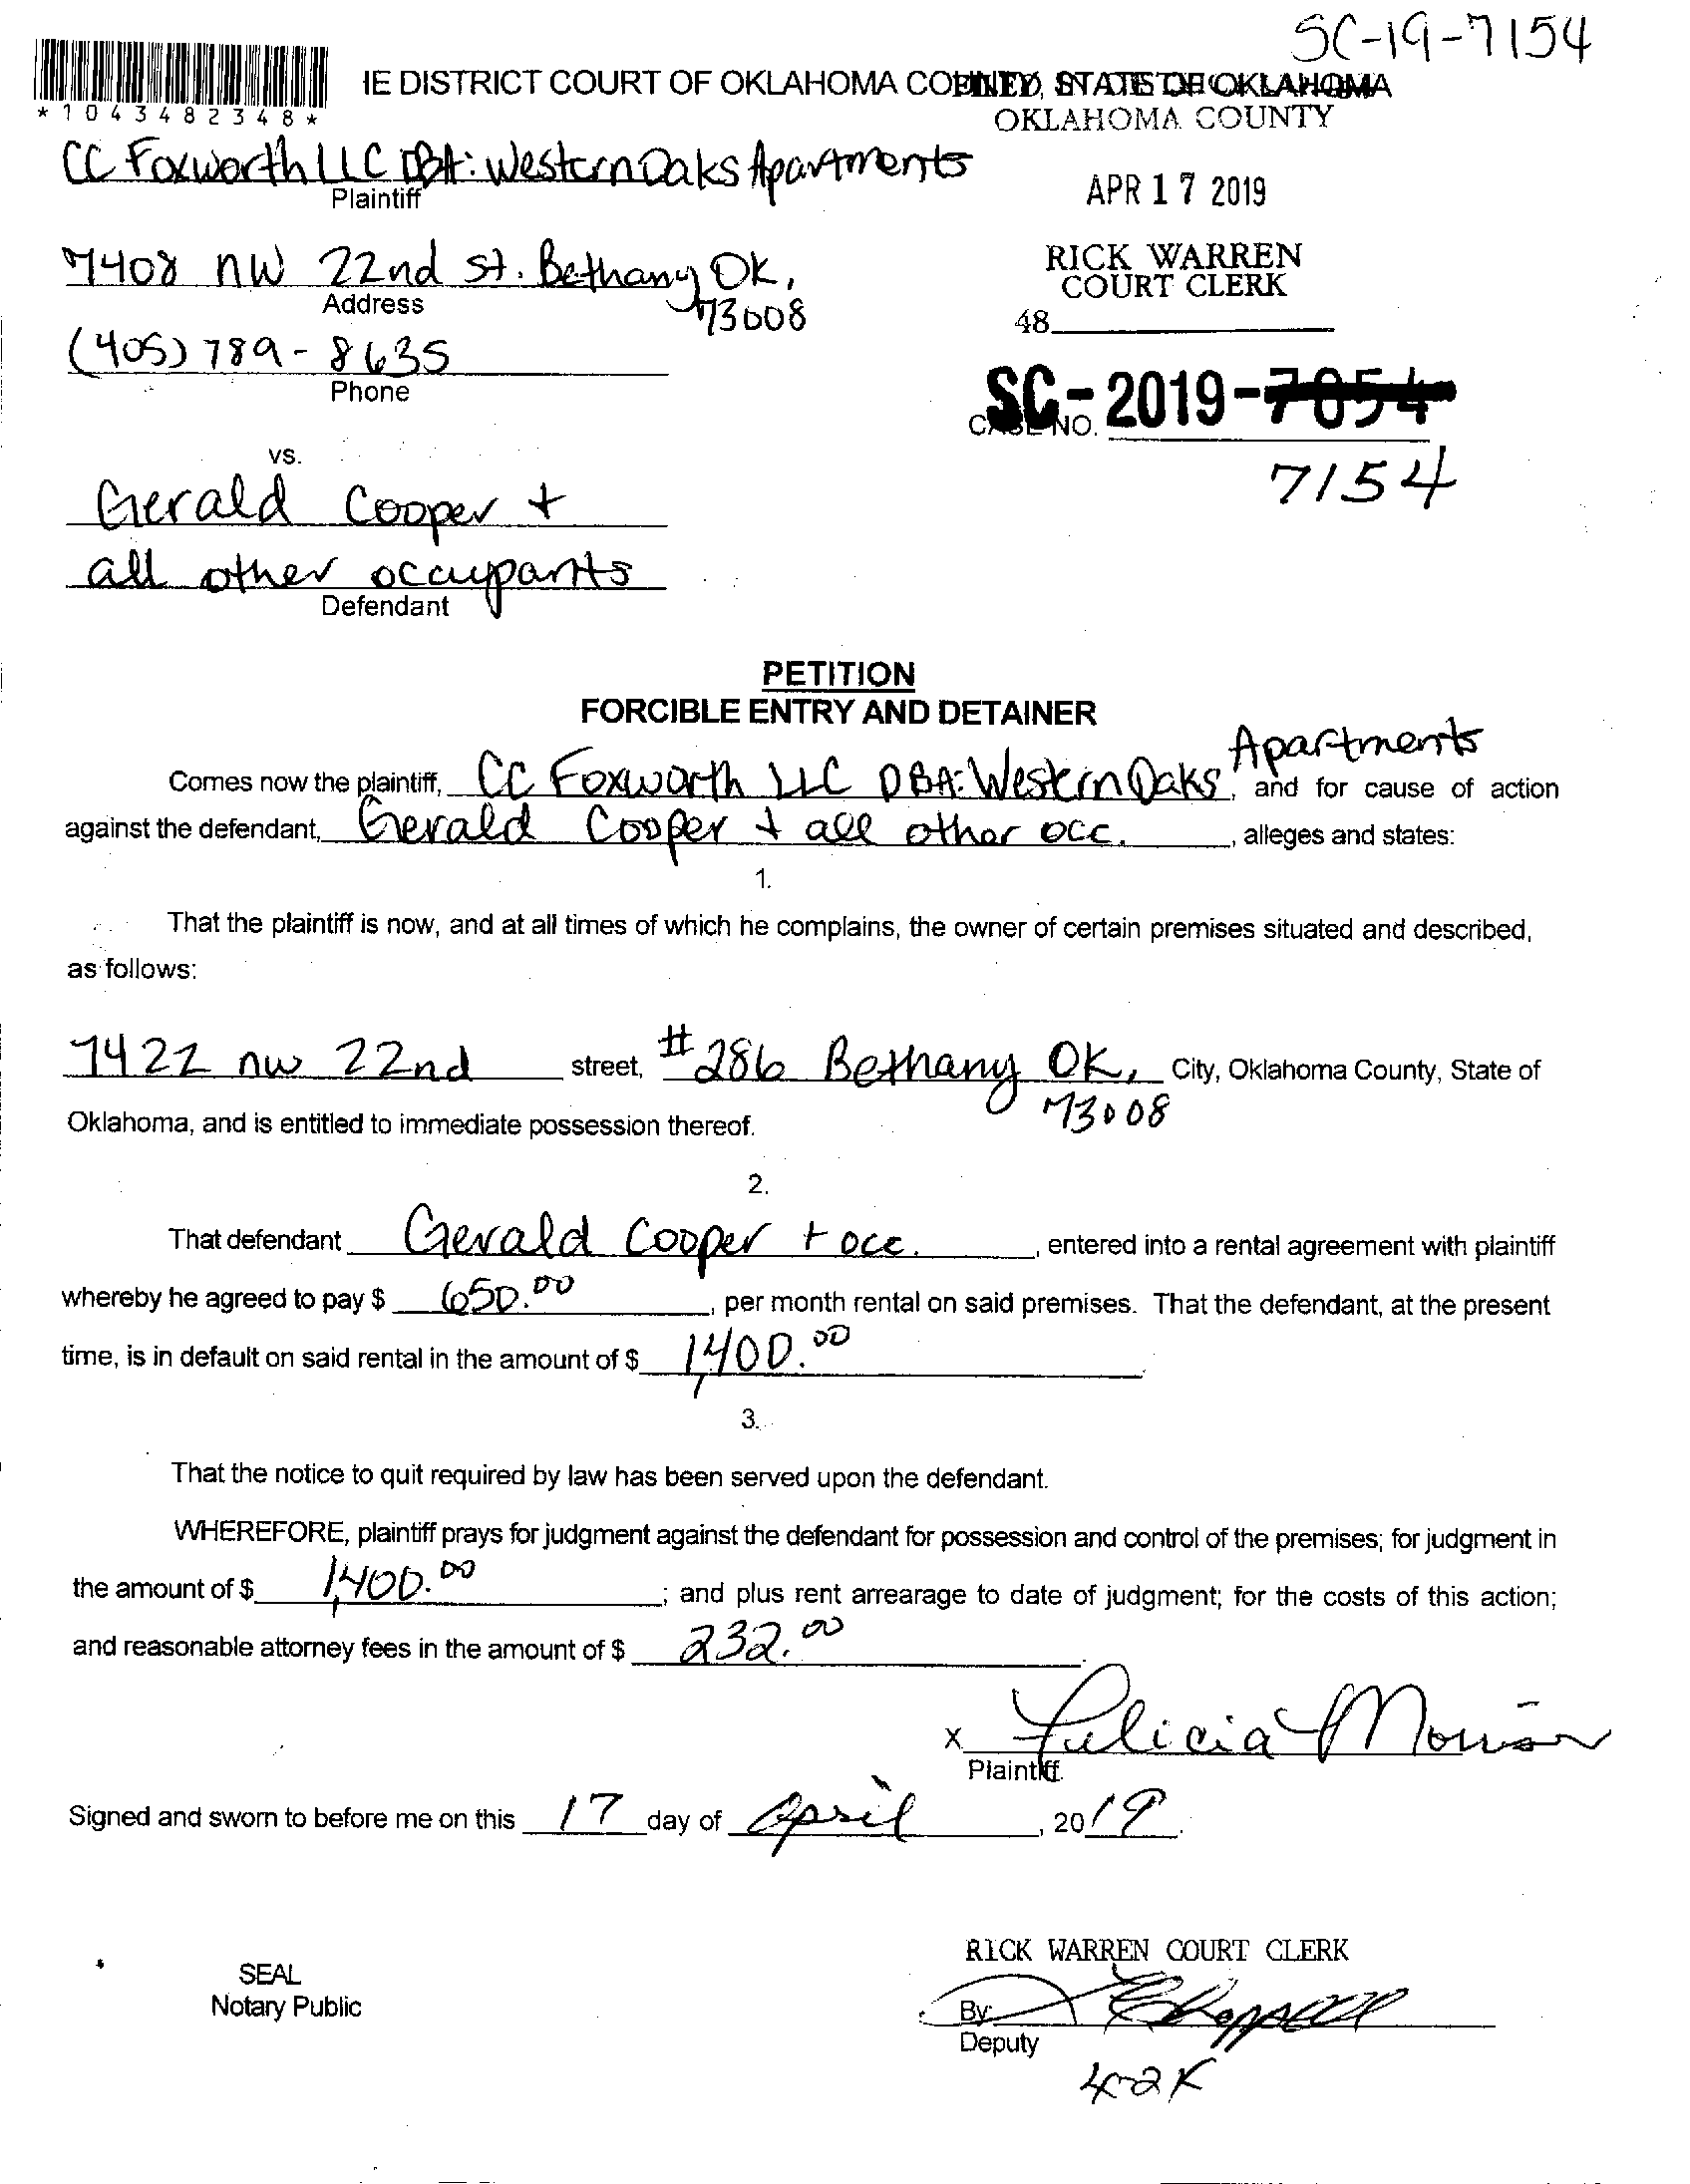 SC-19-7154
IE DISTRICT COURT OF OKLAHOMA COUNTY, STATE OF OKLAHOMA
OKLAHOMA COUNTY
*1043482348*
CC Foxworth LLC DBA: Western Oaks Apartments
Plaintiff
APR 17 2019
7408 NW 22nd St. Bethany OK,
73008
Address
RICK WARREN
COURT CLERK
48
(405) 789-8635
Phone
SC-2019-7054
CASE NO.
7154
vs.
Gerald Cooper +
all other occupants
Defendant
PETITION
FORCIBLE ENTRY AND DETAINER
Comes now the plaintiff, CC Foxworth LLC DBA: Western Oaks Apartments, and for cause of action
against the defendant, Gerald Cooper + all other occ., alleges and states:
1.
That the plaintiff is now, and at all times of which he complains, the owner of certain premises situated and described,
as follows:
7422 nw 22nd street, #286 Bethany OK, City, Oklahoma County, State of
73008
Oklahoma, and is entitled to immediate possession thereof.
2.
That defendant Gerald Cooper + occ., entered into a rental agreement with plaintiff
whereby he agreed to pay $ 650.00, per month rental on said premises. That the defendant, at the present
time, is in default on said rental in the amount of $ 1,400.00.
3.
That the notice to quit required by law has been served upon the defendant.
WHEREFORE, plaintiff prays for judgment against the defendant for possession and control of the premises; for judgment in
the amount of $ 1,400.00; and plus rent arrearage to date of judgment; for the costs of this action;
and reasonable attorney fees in the amount of $ 232.00.
x Felicia
Plaintiff.
Signed and sworn to before me on this 17 day of April, 2019.
RICK WARREN COURT CLERK
SEAL
Notary Public
By:
Deputy